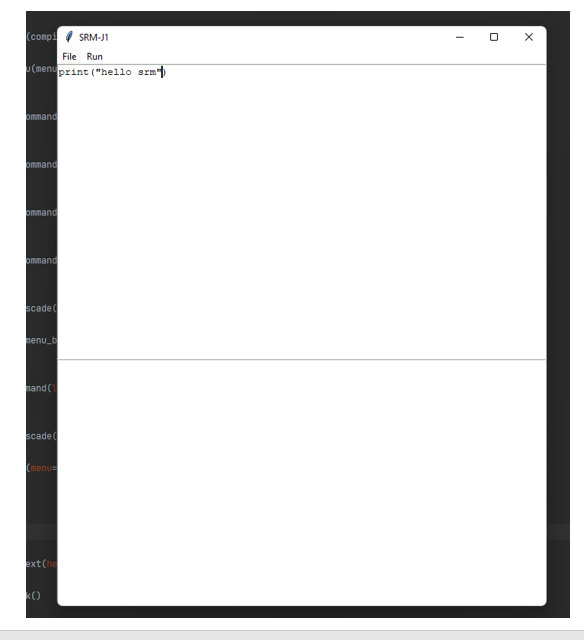 SRM-J1
File Run
print("hello srm")
(compi
u(menu
ommand
ommand
ommand
ommand
scade(
menu_b
mand(l
scade(
(menu=
ext(he
k()